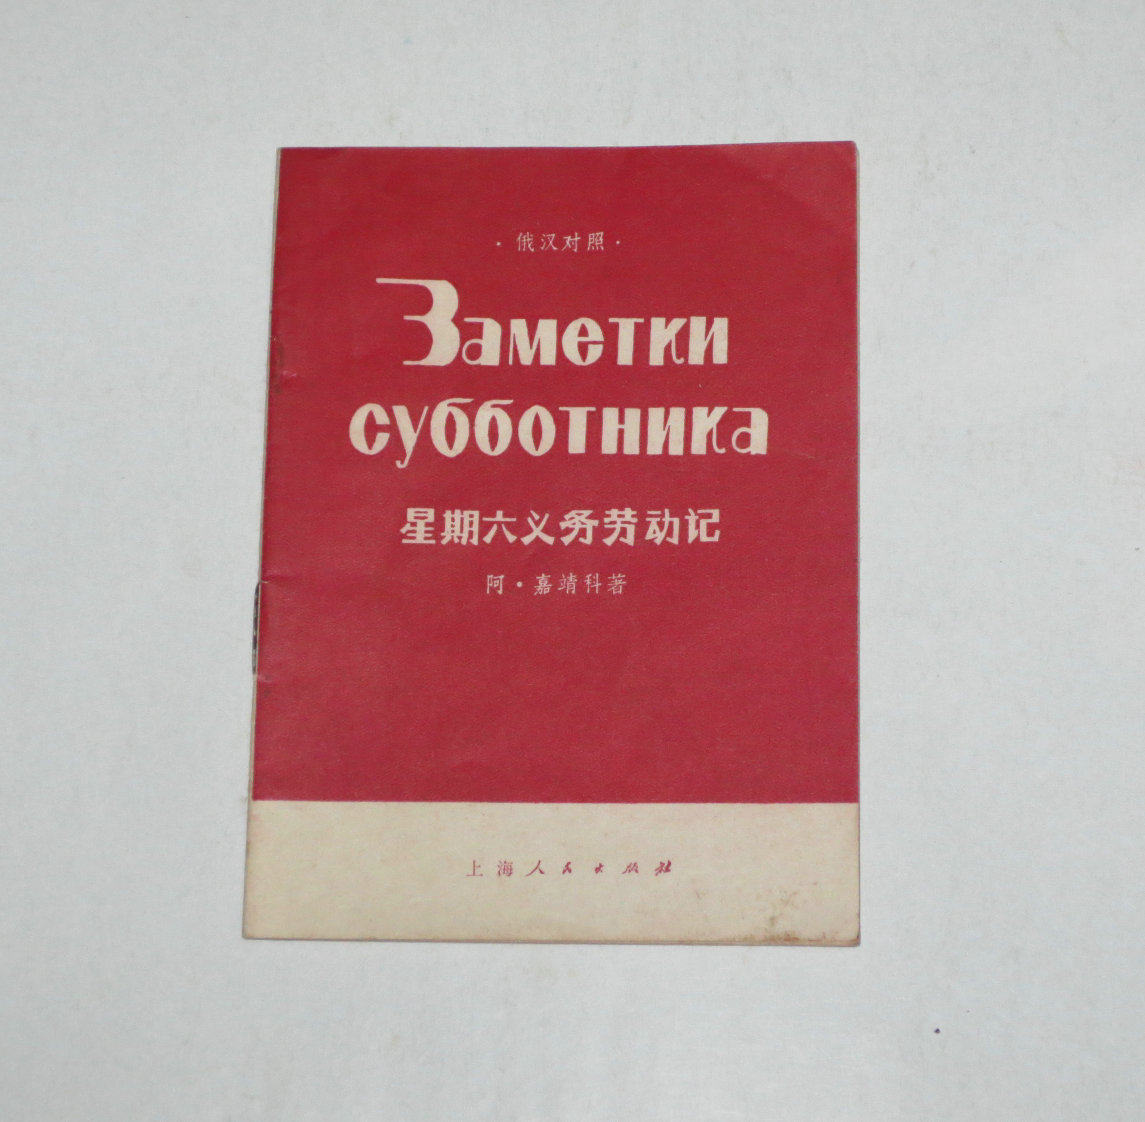 ·俄汉对照·
Заметки
субботника
星期六义务劳动记
阿·嘉靖科著
上海人民出版社